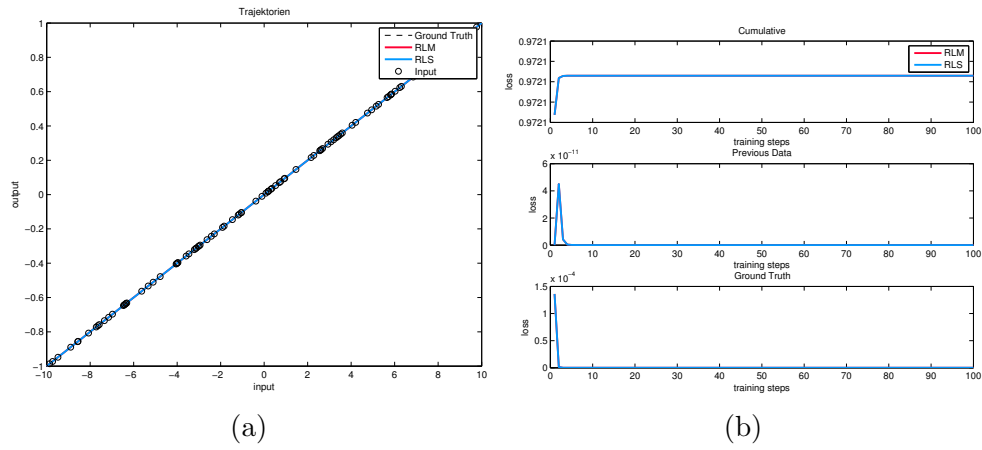 Trajektorien
1
0.8
0.6
0.4
0.2
0
−0.2
−0.4
−0.6
−0.8
−1
output
−10 −8 −6 −4 −2 0 2 4 6 8 10
input
Ground Truth
RLM
RLS
Input
(a)
Cumulative
0.9721
0.9721
0.9721
0.9721
0.9721
loss
0 10 20 30 40 50 60 70 80 90 100
training steps
RLM
RLS
Previous Data
x 10⁻¹¹
6
4
2
0
loss
0 10 20 30 40 50 60 70 80 90 100
training steps
Ground Truth
x 10⁻⁴
1.5
1
0.5
0
loss
0 10 20 30 40 50 60 70 80 90 100
training steps
(b)